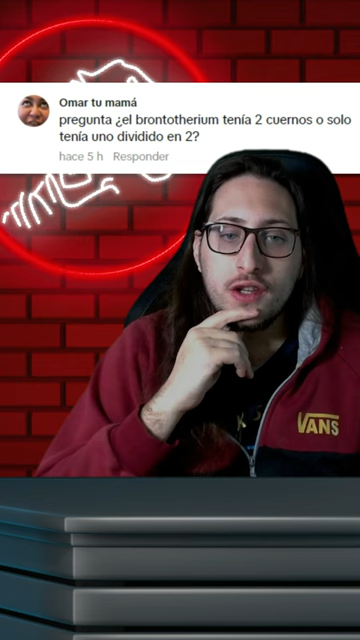 Omar tu mamá
pregunta ¿el brontotherium tenía 2 cuernos o solo
tenía uno dividido en 2?
hace 5 h Responder
VANS